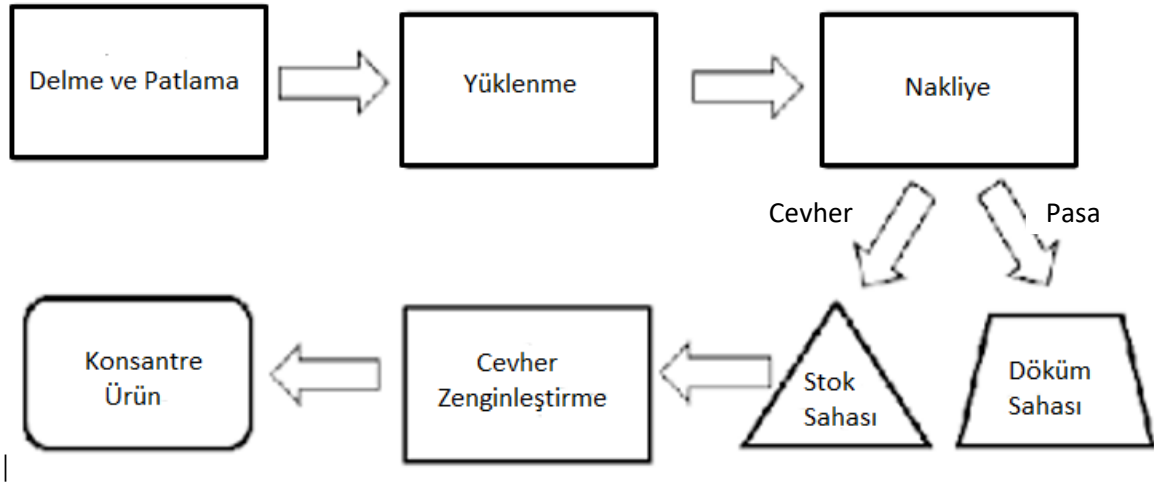 Delme ve Patlama
Yüklenme
Nakliye
Cevher
Pasa
Konsantre
Ürün
Cevher
Zenginleştirme
Stok
Sahası
Döküm
Sahası